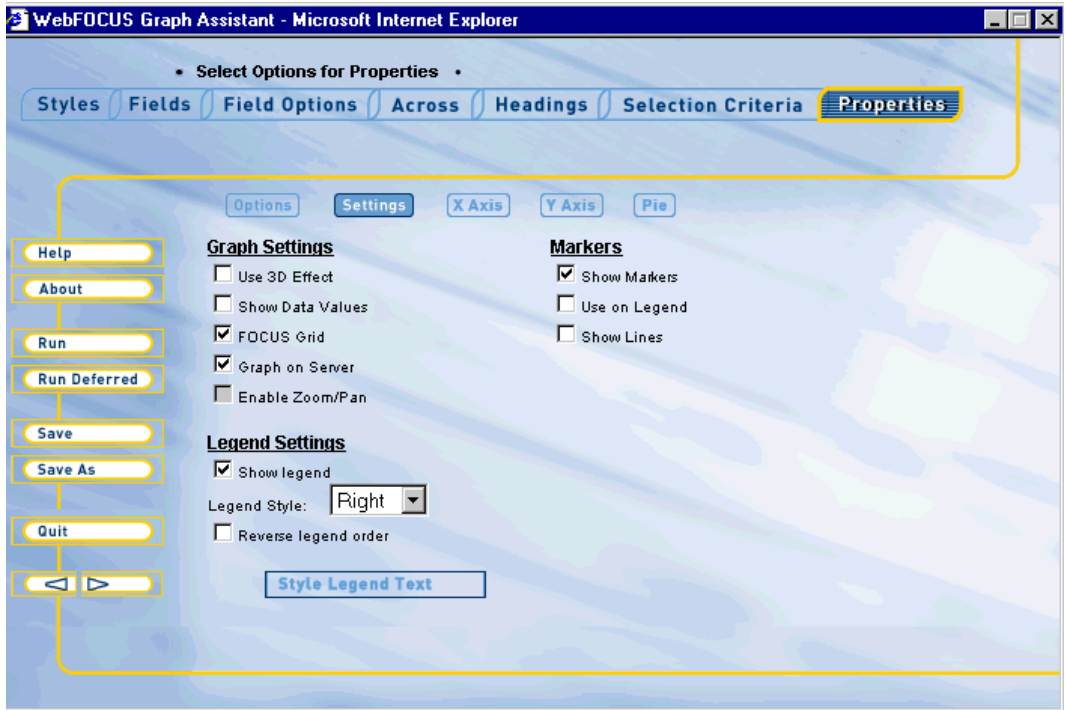 WebFOCUS Graph Assistant - Microsoft Internet Explorer
• Select Options for Properties •
Styles Fields Field Options Across Headings Selection Criteria Properties
Options Settings X Axis Y Axis Pie
Help
About
Run
Run Deferred
Save
Save As
Quit
Graph Settings
Use 3D Effect
Show Data Values
FOCUS Grid
Graph on Server
Enable Zoom/Pan
Legend Settings
Show legend
Legend Style: Right
Reverse legend order
Style Legend Text
Markers
Show Markers
Use on Legend
Show Lines